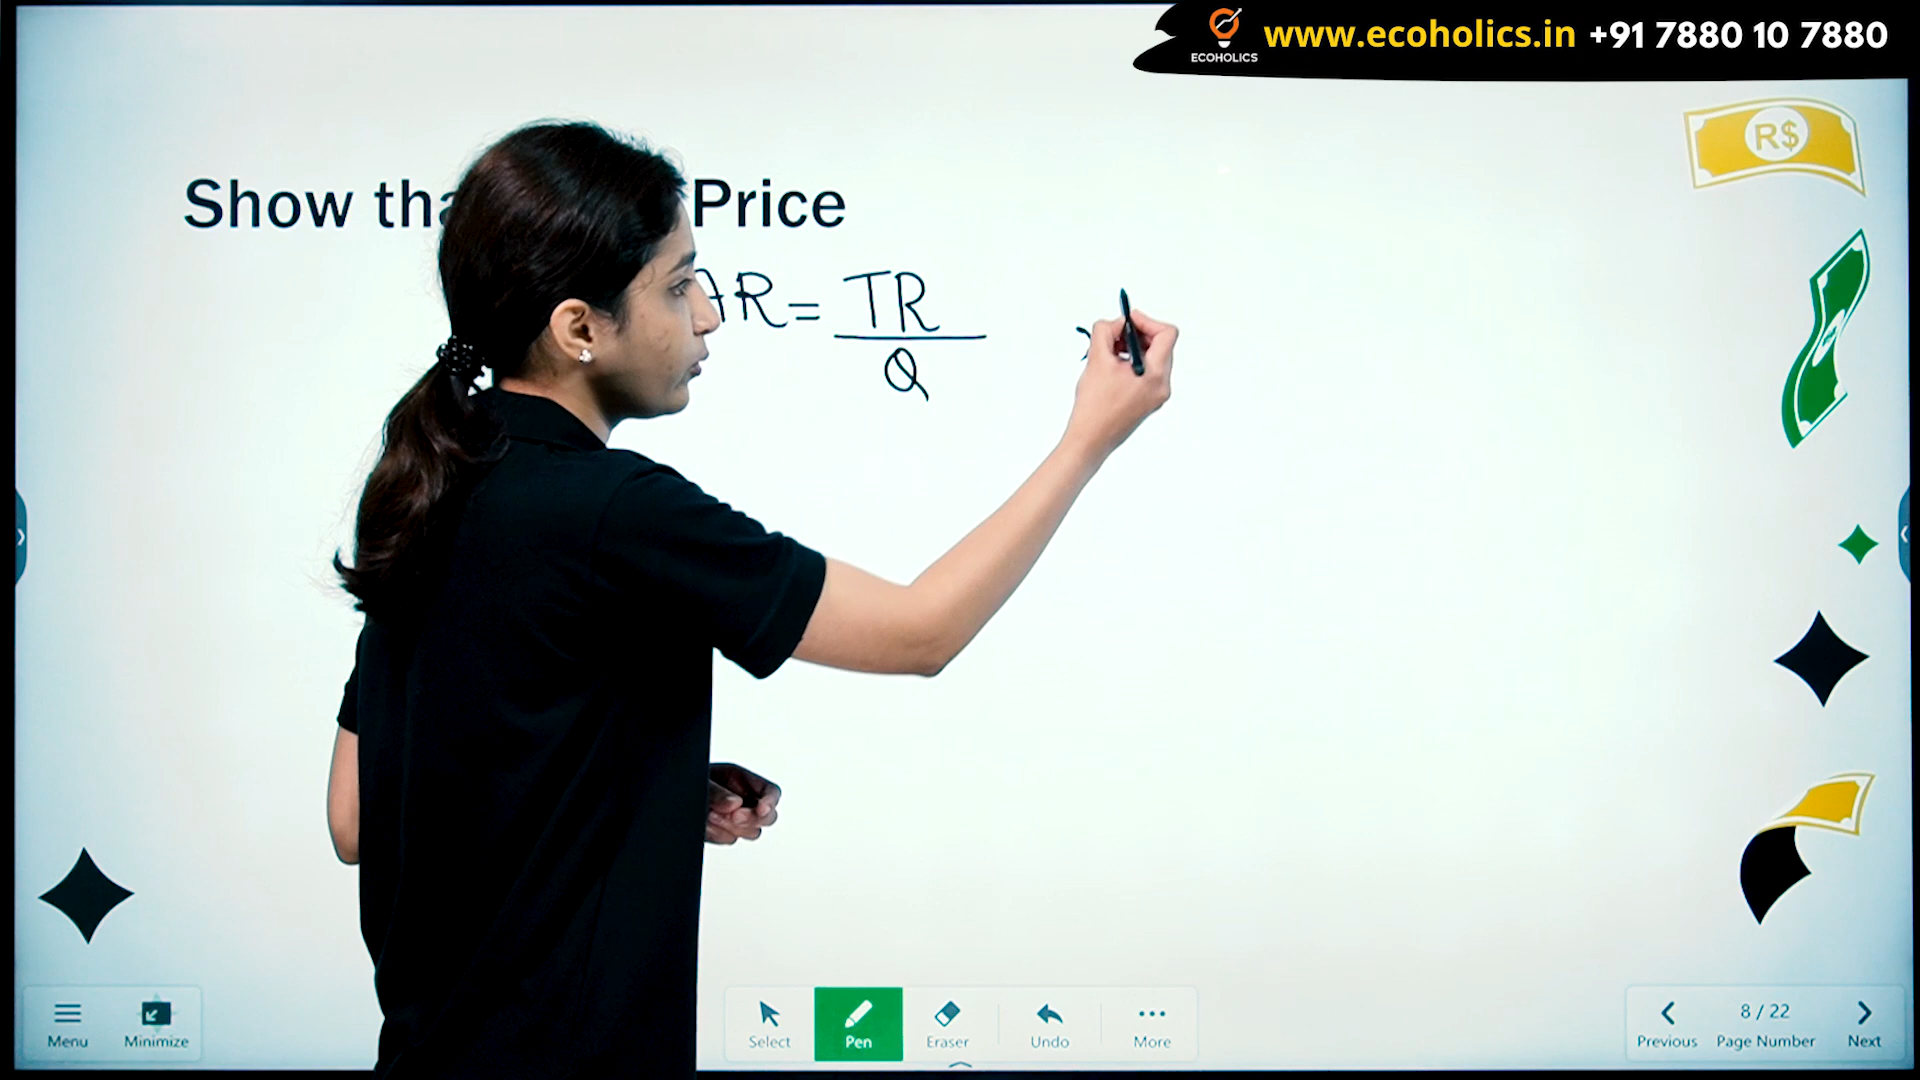 www.ecoholics.in +91 7880 10 7880
ECOHOLICS
R$
Show Price
AR = TR / Q
Menu
Minimize
Select
Pen
Eraser
Undo
More
8 / 22
Previous
Page Number
Next